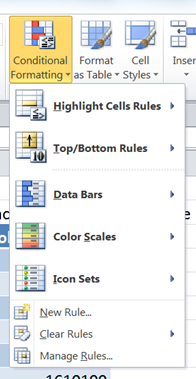 Conditional Format Cell Inser
Formatting as Table Styles
Highlight Cells Rules
Top/Bottom Rules
10
Data Bars
Color Scales
Icon Sets
New Rule...
Clear Rules
Manage Rules...